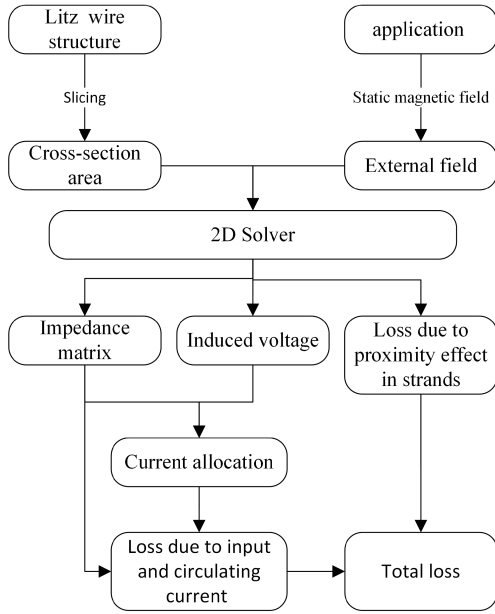 Litz wire
structure
application
Slicing
Static magnetic field
Cross-section
area
External field
2D Solver
Impedance
matrix
Induced voltage
Loss due to
proximity effect
in strands
Current allocation
Loss due to input
and circulating
current
Total loss